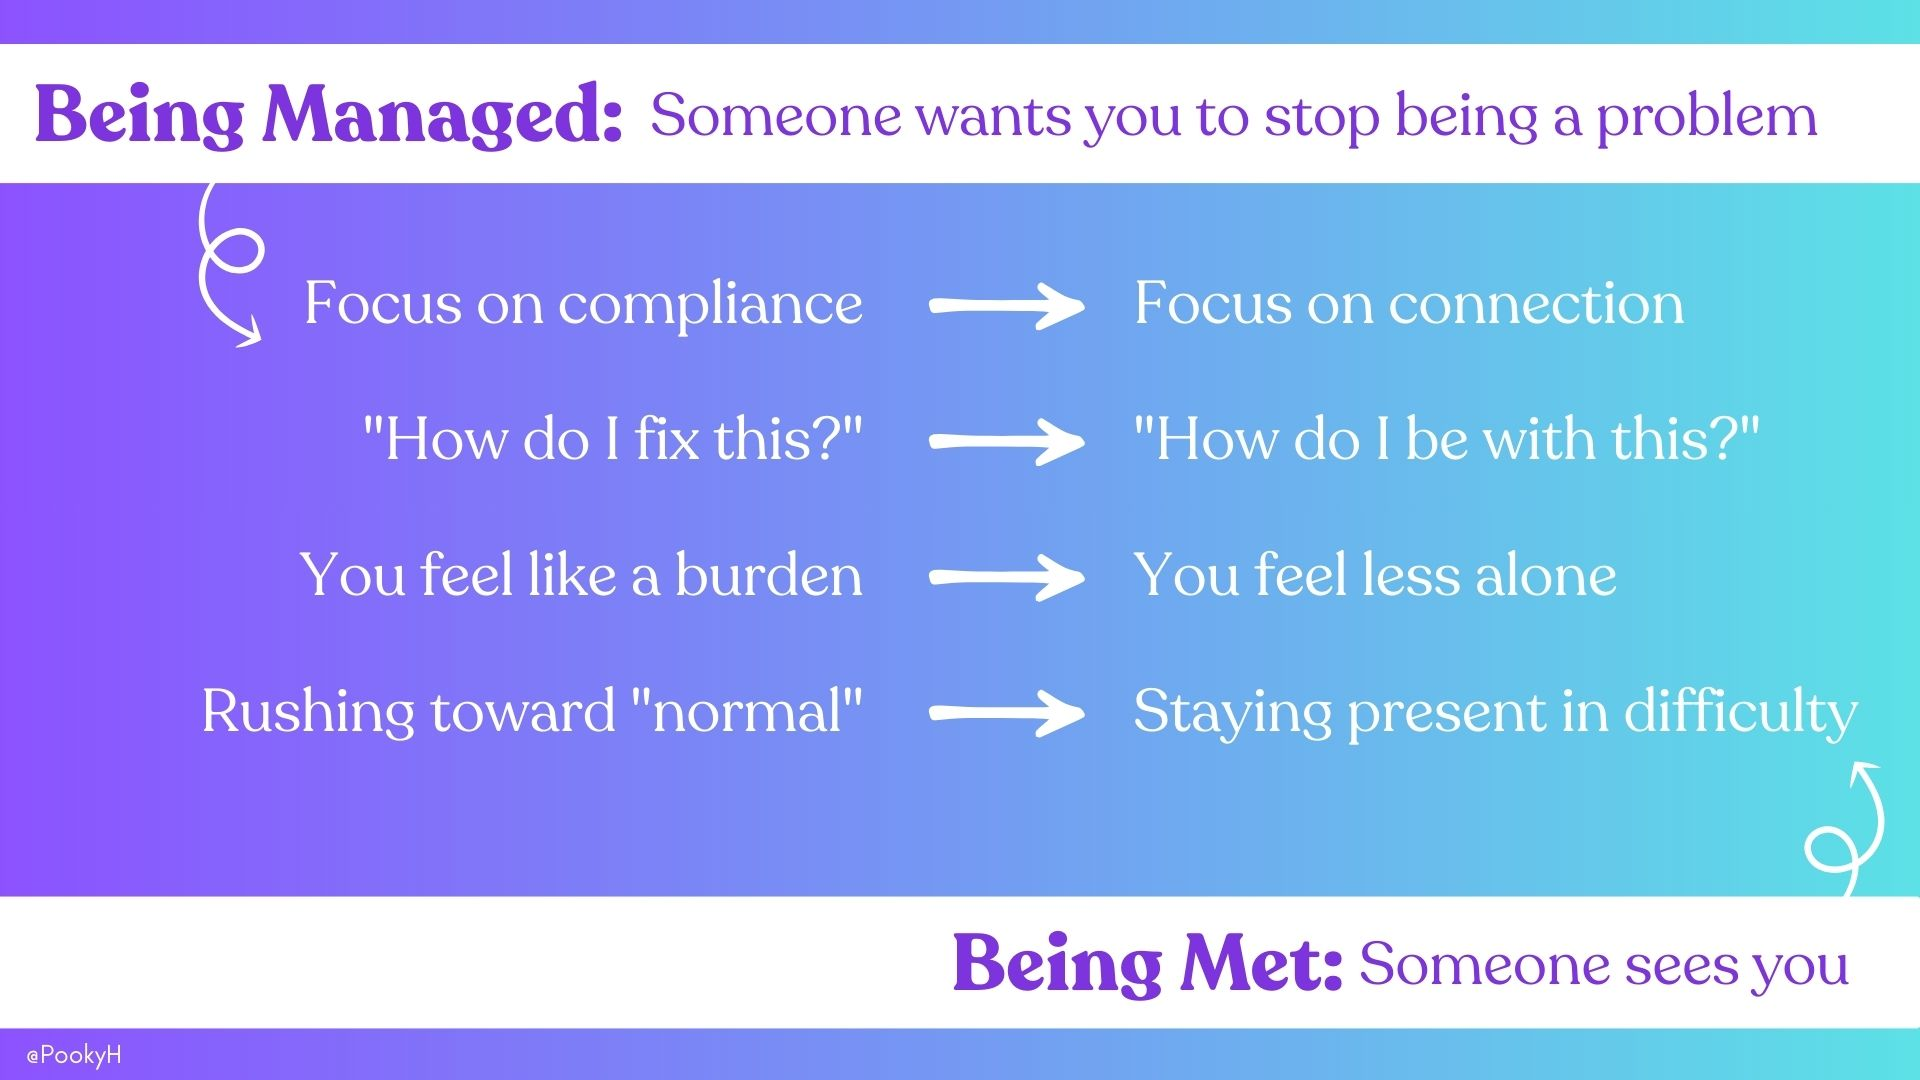 Being Managed: Someone wants you to stop being a problem
Focus on compliance → Focus on connection
"How do I fix this?" → "How do I be with this?"
You feel like a burden → You feel less alone
Rushing toward "normal" → Staying present in difficulty
Being Met: Someone sees you
@PookyH